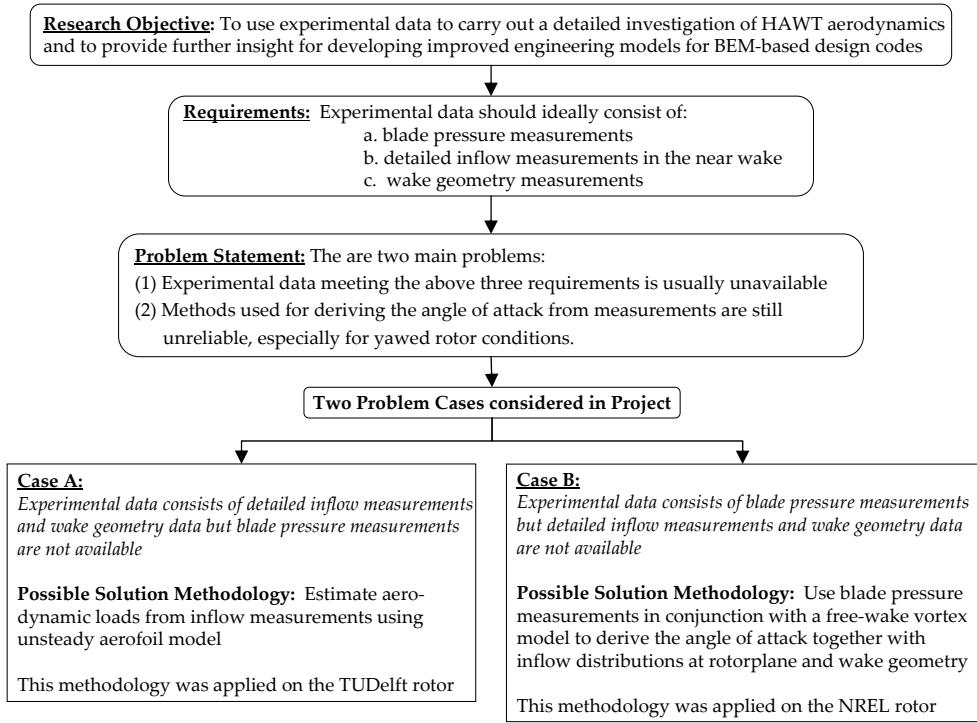 Research Objective: To use experimental data to carry out a detailed investigation of HAWT aerodynamics
and to provide further insight for developing improved engineering models for BEM-based design codes
Requirements: Experimental data should ideally consist of:
a. blade pressure measurements
b. detailed inflow measurements in the near wake
c. wake geometry measurements
Problem Statement: The are two main problems:
(1) Experimental data meeting the above three requirements is usually unavailable
(2) Methods used for deriving the angle of attack from measurements are still
unreliable, especially for yawed rotor conditions.
Two Problem Cases considered in Project
Case A:
Experimental data consists of detailed inflow measurements
and wake geometry data but blade pressure measurements
are not available
Possible Solution Methodology: Estimate aero-
dynamic loads from inflow measurements using
unsteady aerofoil model
This methodology was applied on the TUDelft rotor
Case B:
Experimental data consists of blade pressure measurements
but detailed inflow measurements and wake geometry data
are not available
Possible Solution Methodology: Use blade pressure
measurements in conjunction with a free-wake vortex
model to derive the angle of attack together with
inflow distributions at rotorplane and wake geometry
This methodology was applied on the NREL rotor